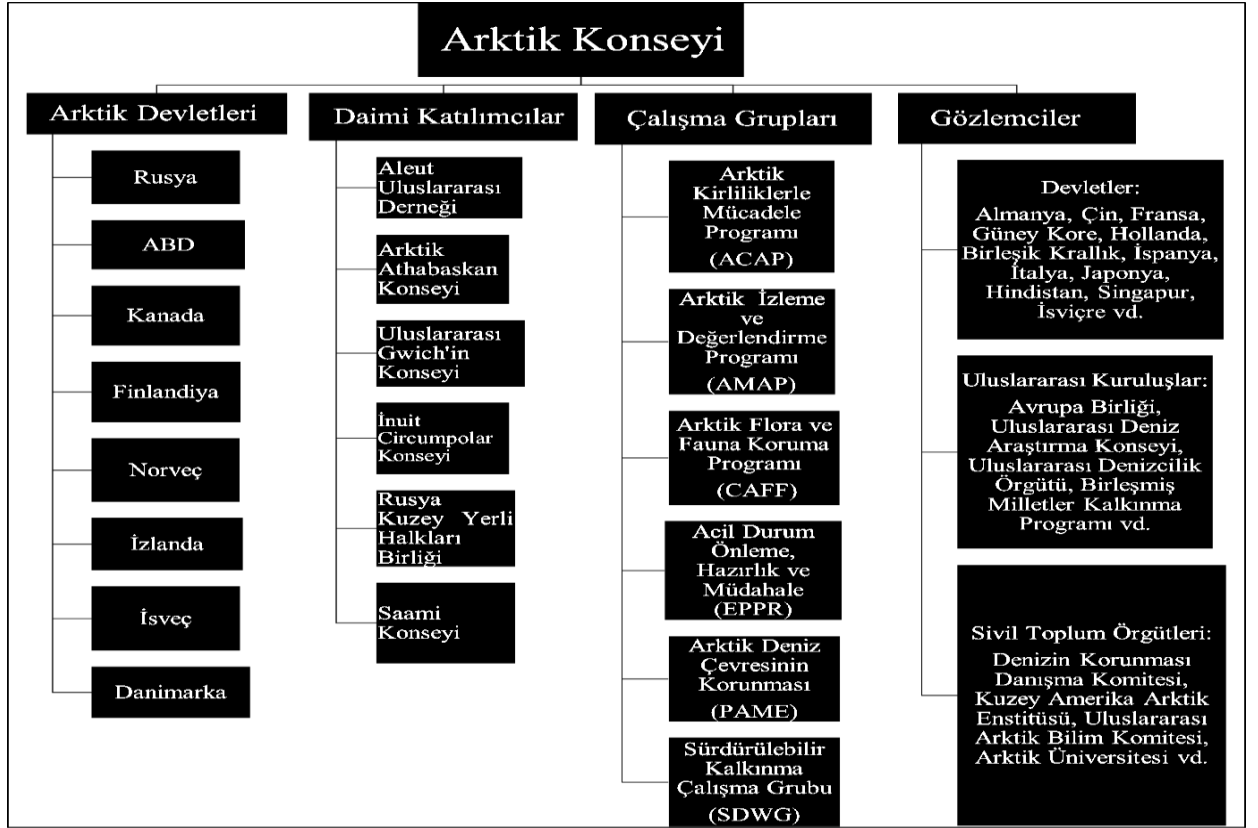 Arktik Konseyi
Arktik Devletleri
Rusya
ABD
Kanada
Finlandiya
Norveç
İzlanda
İsveç
Danimarka
Daimi Katılımcılar
Aleut
Uluslararası
Derneği
Arktik
Athabaskan
Konseyi
Uluslararası
Gwich'in
Konseyi
İnuit
Circumpolar
Konseyi
Rusya
Kuzey Yerli
Halkları
Birliği
Saami
Konseyi
Çalışma Grupları
Arktik
Kirliliklerle
Mücadele
Programı
(ACAP)
Arktik İzleme
ve
Değerlendirme
Programı
(AMAP)
Arktik Flora ve
Fauna Koruma
Programı
(CAFF)
Acil Durum
Önleme,
Hazırlık ve
Müdahale
(EPPR)
Arktik Deniz
Çevresinin
Korunması
(PAME)
Sürdürülebilir
Kalkınma
Çalışma Grubu
(SDWG)
Gözlemciler
Devletler:
Almanya, Çin, Fransa,
Güney Kore, Hollanda,
Birleşik Krallık, İspanya,
İtalya, Japonya,
Hindistan, Singapur,
İsviçre vd.
Uluslararası Kuruluşlar:
Avrupa Birliği,
Uluslararası Deniz
Araştırma Konseyi,
Uluslararası Denizcilik
Örgütü, Birleşmiş
Milletler Kalkınma
Programı vd.
Sivil Toplum Örgütleri:
Denizin Korunması
Danışma Komitesi,
Kuzey Amerika Arktik
Enstitüsü, Uluslararası
Arktik Bilim Komitesi,
Arktik Üniversitesi vd.